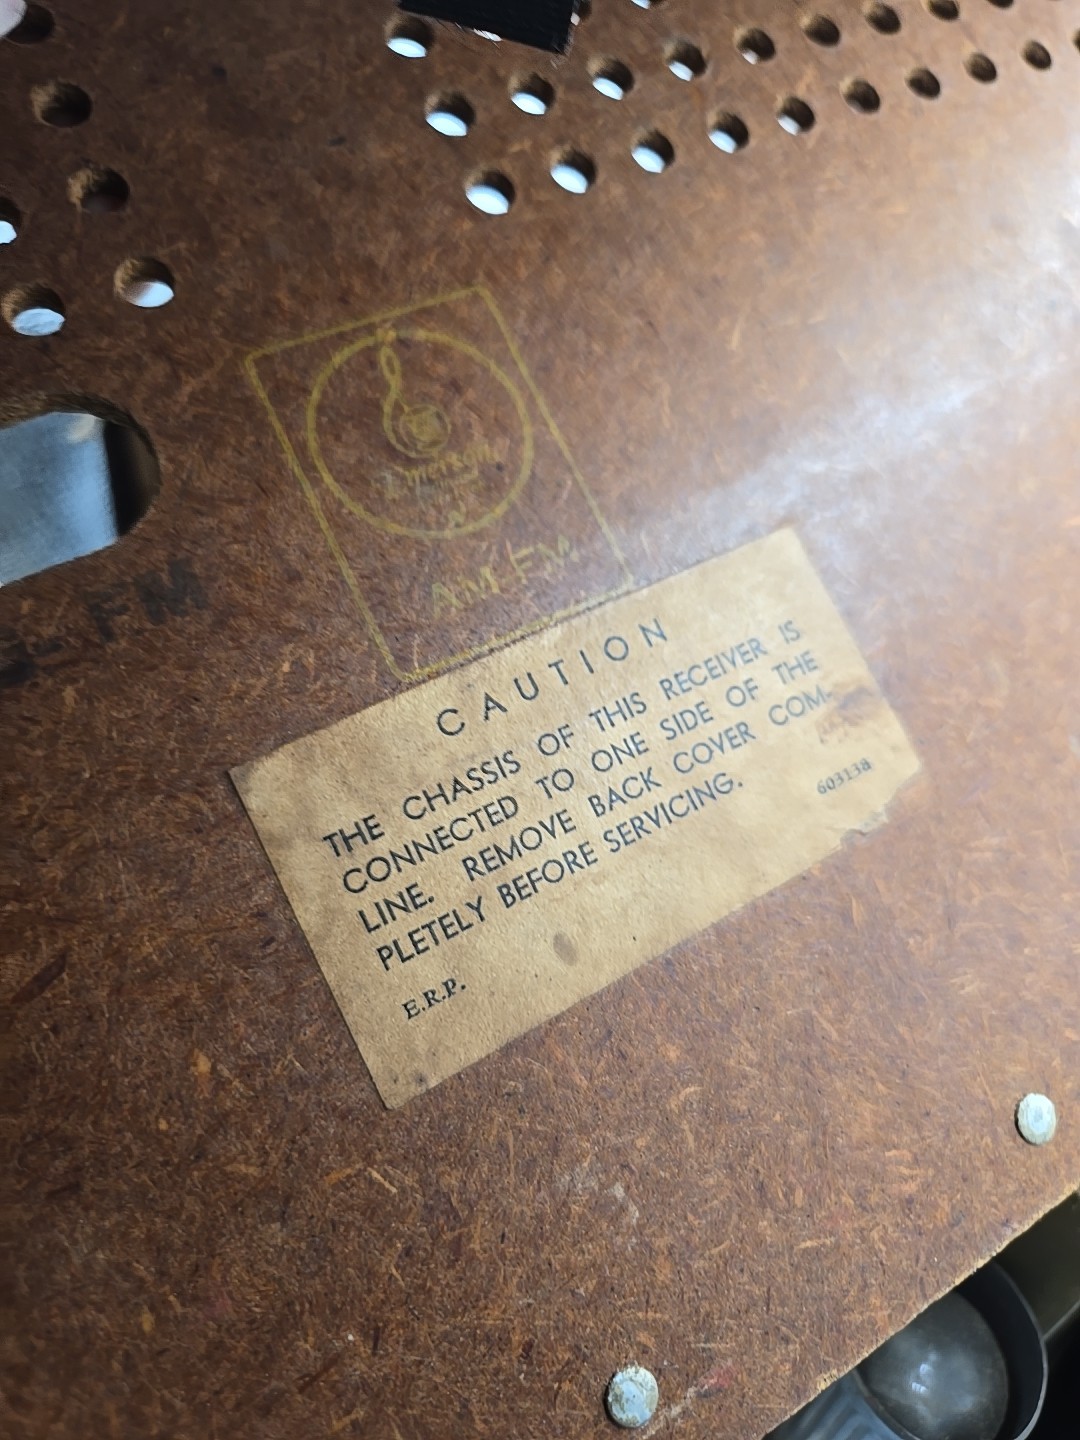 Emerson
AM-FM
FM
CAUTION
THE CHASSIS OF THIS RECEIVER IS
CONNECTED TO ONE SIDE OF THE
LINE. REMOVE BACK COVER COM-
PLETELY BEFORE SERVICING.
603138
E.R.P.